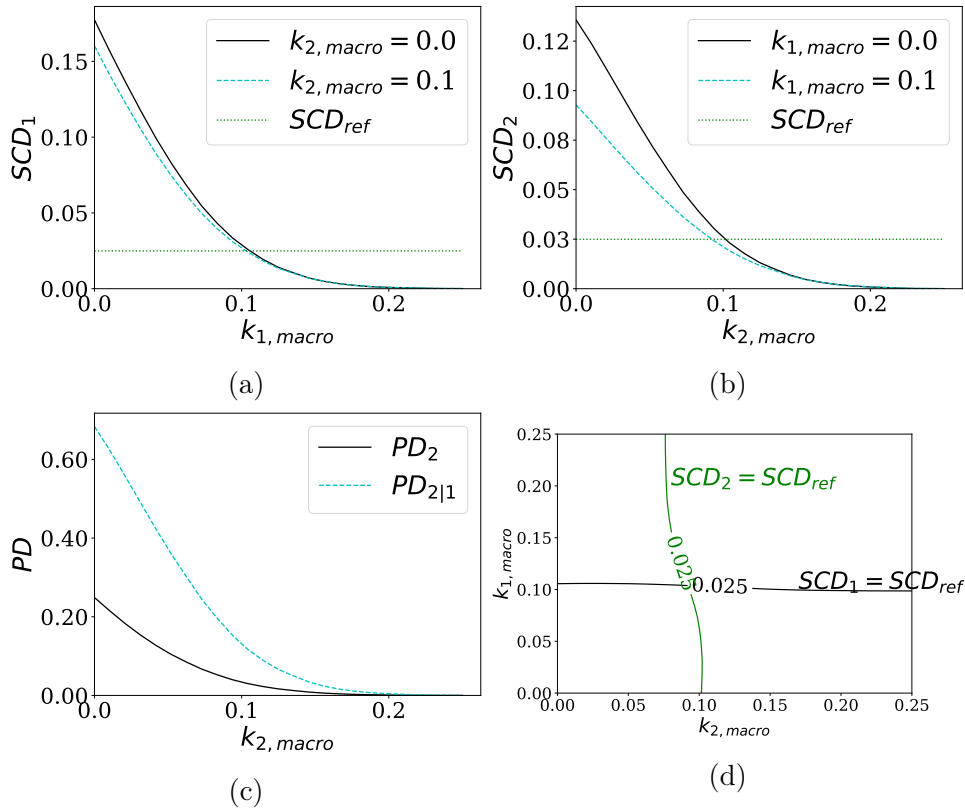 0.15
0.10
0.05
0.00
SCD₁
k₂,macro = 0.0
k₂,macro = 0.1
SCD_ref
0.0 0.1 0.2
k₁,macro
(a)
0.12
0.10
0.08
0.05
0.03
0.00
SCD₂
k₁,macro = 0.0
k₁,macro = 0.1
SCD_ref
0.0 0.1 0.2
k₂,macro
(b)
0.60
0.40
0.20
0.00
PD
PD₂
PD₂|₁
0.0 0.1 0.2
k₂,macro
(c)
0.25
0.20
0.15
0.10
0.05
0.00
k₁,macro
SCD₂ = SCD_ref
0.025
0.025
SCD₁ = SCD_ref
0.00 0.05 0.10 0.15 0.20 0.25
k₂,macro
(d)